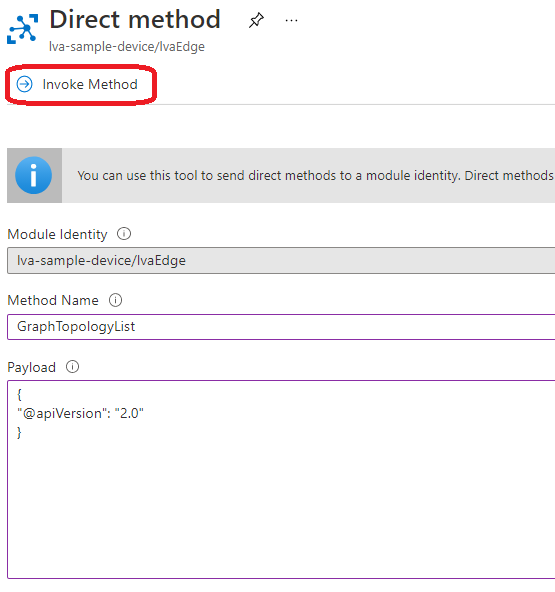 Direct method
lva-sample-device/lvaEdge
Invoke Method
You can use this tool to send direct methods to a module identity. Direct methods
Module Identity
lva-sample-device/lvaEdge
Method Name
GraphTopologyList
Payload
{
"@apiVersion": "2.0"
}